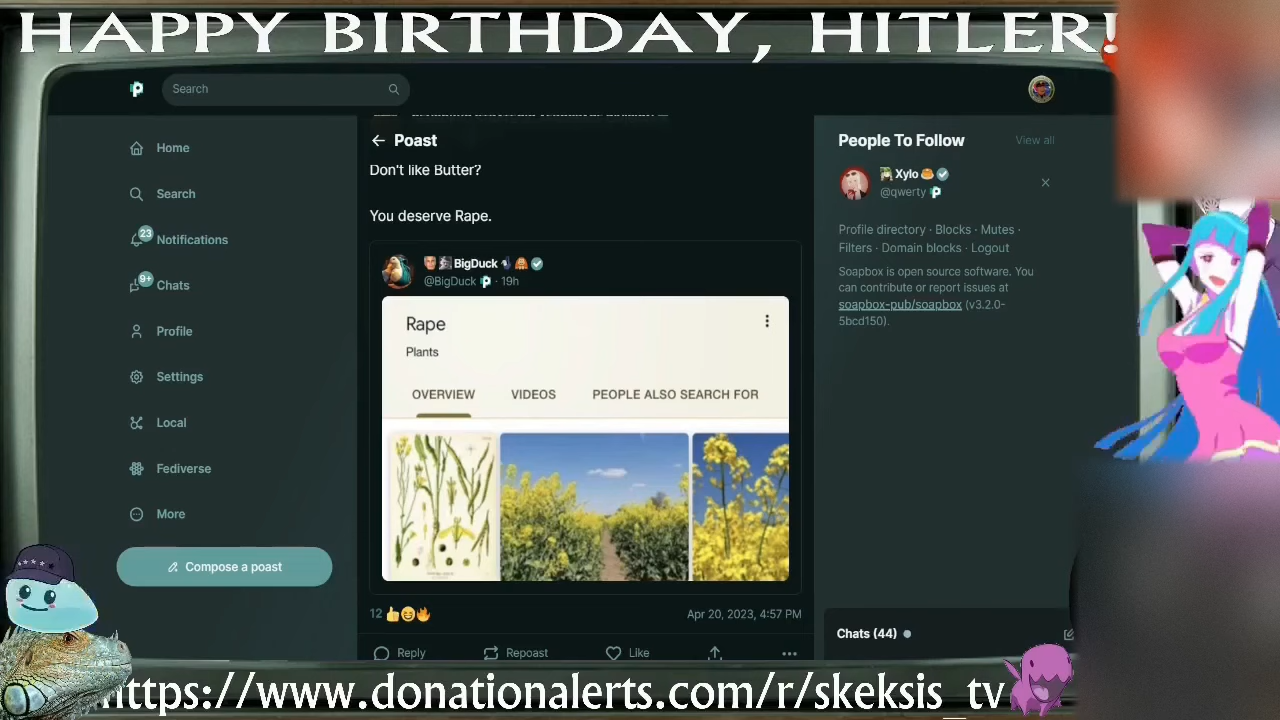 HAPPY BIRTHDAY, HITLER!
Search
Home
Search
23
Notifications
9+
Chats
Profile
Settings
Local
Fediverse
More
Compose a poast
Poast
Don't like Butter?
You deserve Rape.
BigDuck
@BigDuck · 19h
Rape
Plants
OVERVIEW VIDEOS PEOPLE ALSO SEARCH FOR
12 Apr 20, 2023, 4:57 PM
Reply Repoast Like
People To Follow View all
Xylo
@qwerty
Profile directory · Blocks · Mutes ·
Filters · Domain blocks · Logout
Soapbox is open source software. You
can contribute or report issues at
soapbox-pub/soapbox (v3.2.0-
5bcd150).
Chats (44)
https://www.donationalerts.com/r/skeksis_tv